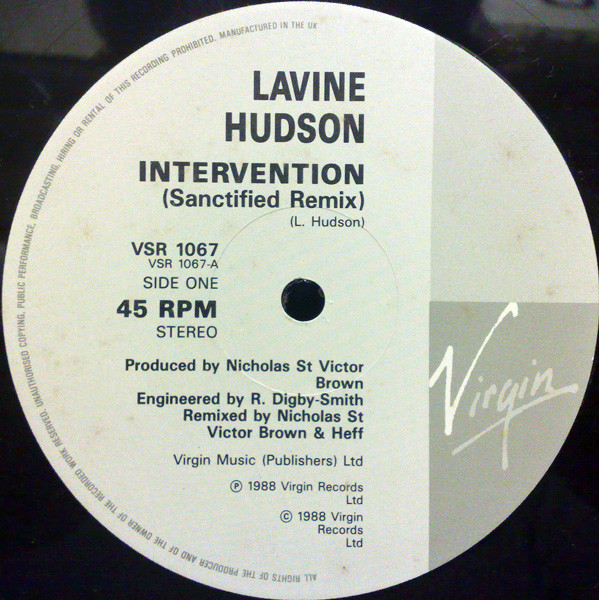 LAVINE
HUDSON
INTERVENTION
(Sanctified Remix)
(L. Hudson)
VSR 1067
VSR 1067-A
SIDE ONE
45 RPM
STEREO
Produced by Nicholas St Victor
Brown
Engineered by R. Digby-Smith
Remixed by Nicholas St
Victor Brown & Heff
Virgin Music (Publishers) Ltd
℗ 1988 Virgin Records
Ltd
© 1988 Virgin
Records
Ltd
Virgin
ALL RIGHTS OF THE PRODUCER AND OF THE OWNER OF THE RECORDED WORK RESERVED. UNAUTHORISED COPYING, PUBLIC PERFORMANCE, BROADCASTING, HIRING OR RENTAL OF THIS RECORDING PROHIBITED. MANUFACTURED IN THE UK